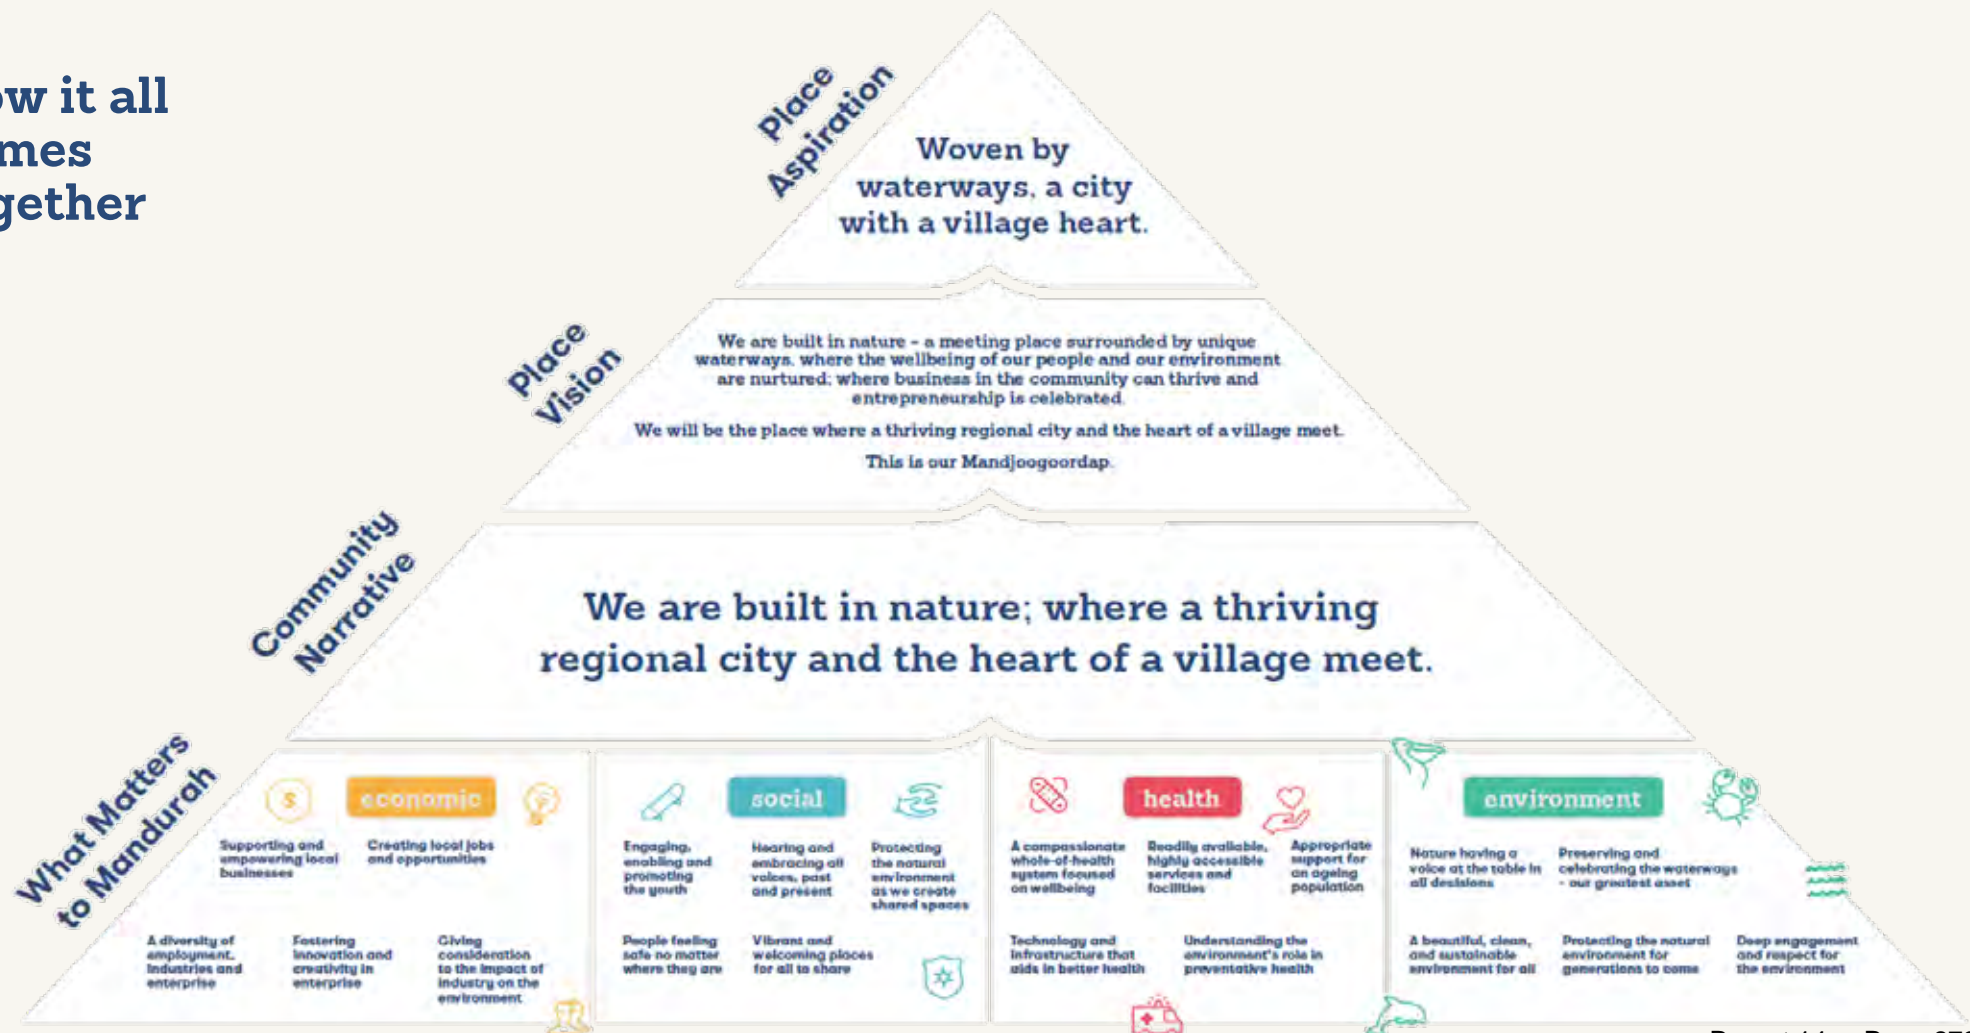 ow it all
mes
gether
Place
Aspiration
Woven by
waterways, a city
with a village heart.
Place
Vision
We are built in nature – a meeting place surrounded by unique
waterways, where the wellbeing of our people and our environment
are nurtured; where business in the community can thrive and
entrepreneurship is celebrated.
We will be the place where a thriving regional city and the heart of a village meet.
This is our Mandjoogoordap.
Community
Narrative
We are built in nature; where a thriving
regional city and the heart of a village meet.
What Matters
to Mandurah
economic
Supporting and
empowering local
businesses
Creating local jobs
and opportunities
A diversity of
employment,
industries and
enterprise
Fostering
innovation and
creativity in
enterprise
Giving
consideration
to the impact of
industry on the
environment
social
Engaging,
enabling and
promoting
the youth
Hearing and
embracing all
voices, past
and present
Protecting
the natural
environment
as we create
shared spaces
People feeling
safe no matter
where they are
Vibrant and
welcoming places
for all to share
health
A compassionate
whole-of-health
system focused
on wellbeing
Readily available,
highly accessible
services and
facilities
Appropriate
support for
an ageing
population
Technology and
infrastructure that
aids in better health
Understanding the
environment's role in
preventative health
environment
Nature having a
voice at the table in
all decisions
Preserving and
celebrating the waterways
- our greatest asset
A beautiful, clean,
and sustainable
environment for all
Protecting the natural
environment for
generations to come
Deep engagement
and respect for
the environment